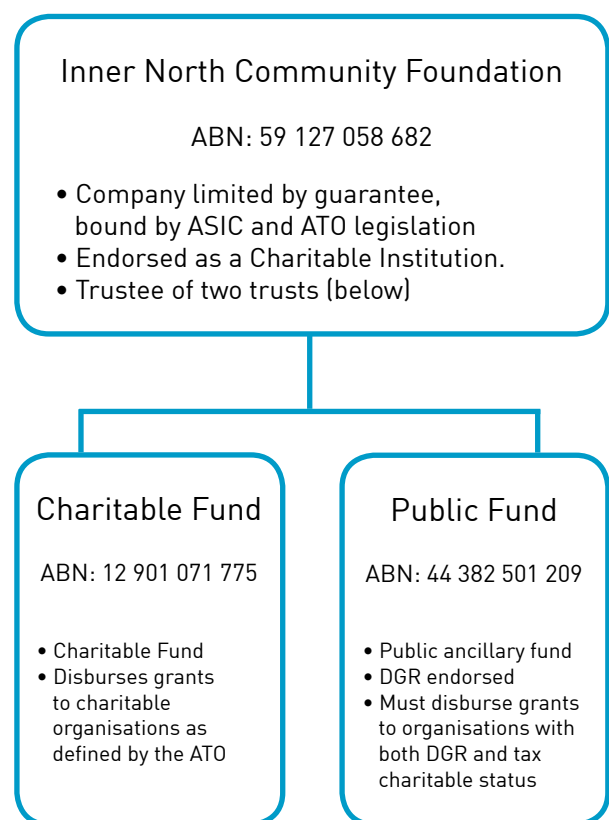 Inner North Community Foundation
ABN: 59 127 058 682
• Company limited by guarantee,
bound by ASIC and ATO legislation
• Endorsed as a Charitable Institution.
• Trustee of two trusts (below)
Charitable Fund
ABN: 12 901 071 775
• Charitable Fund
• Disburses grants
to charitable
organisations as
defined by the ATO
Public Fund
ABN: 44 382 501 209
• Public ancillary fund
• DGR endorsed
• Must disburse grants
to organisations with
both DGR and tax
charitable status